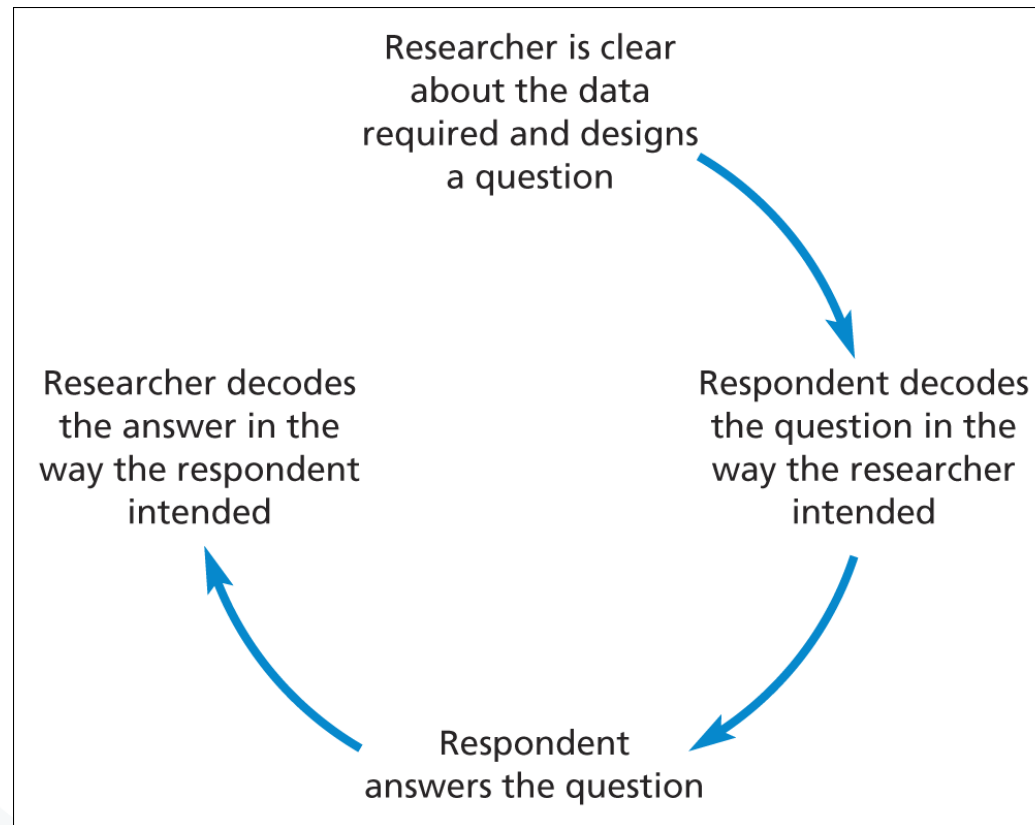 Researcher is clear
about the data
required and designs
a question
Respondent decodes
the question in the
way the researcher
intended
Respondent
answers the question
Researcher decodes
the answer in the
way the respondent
intended